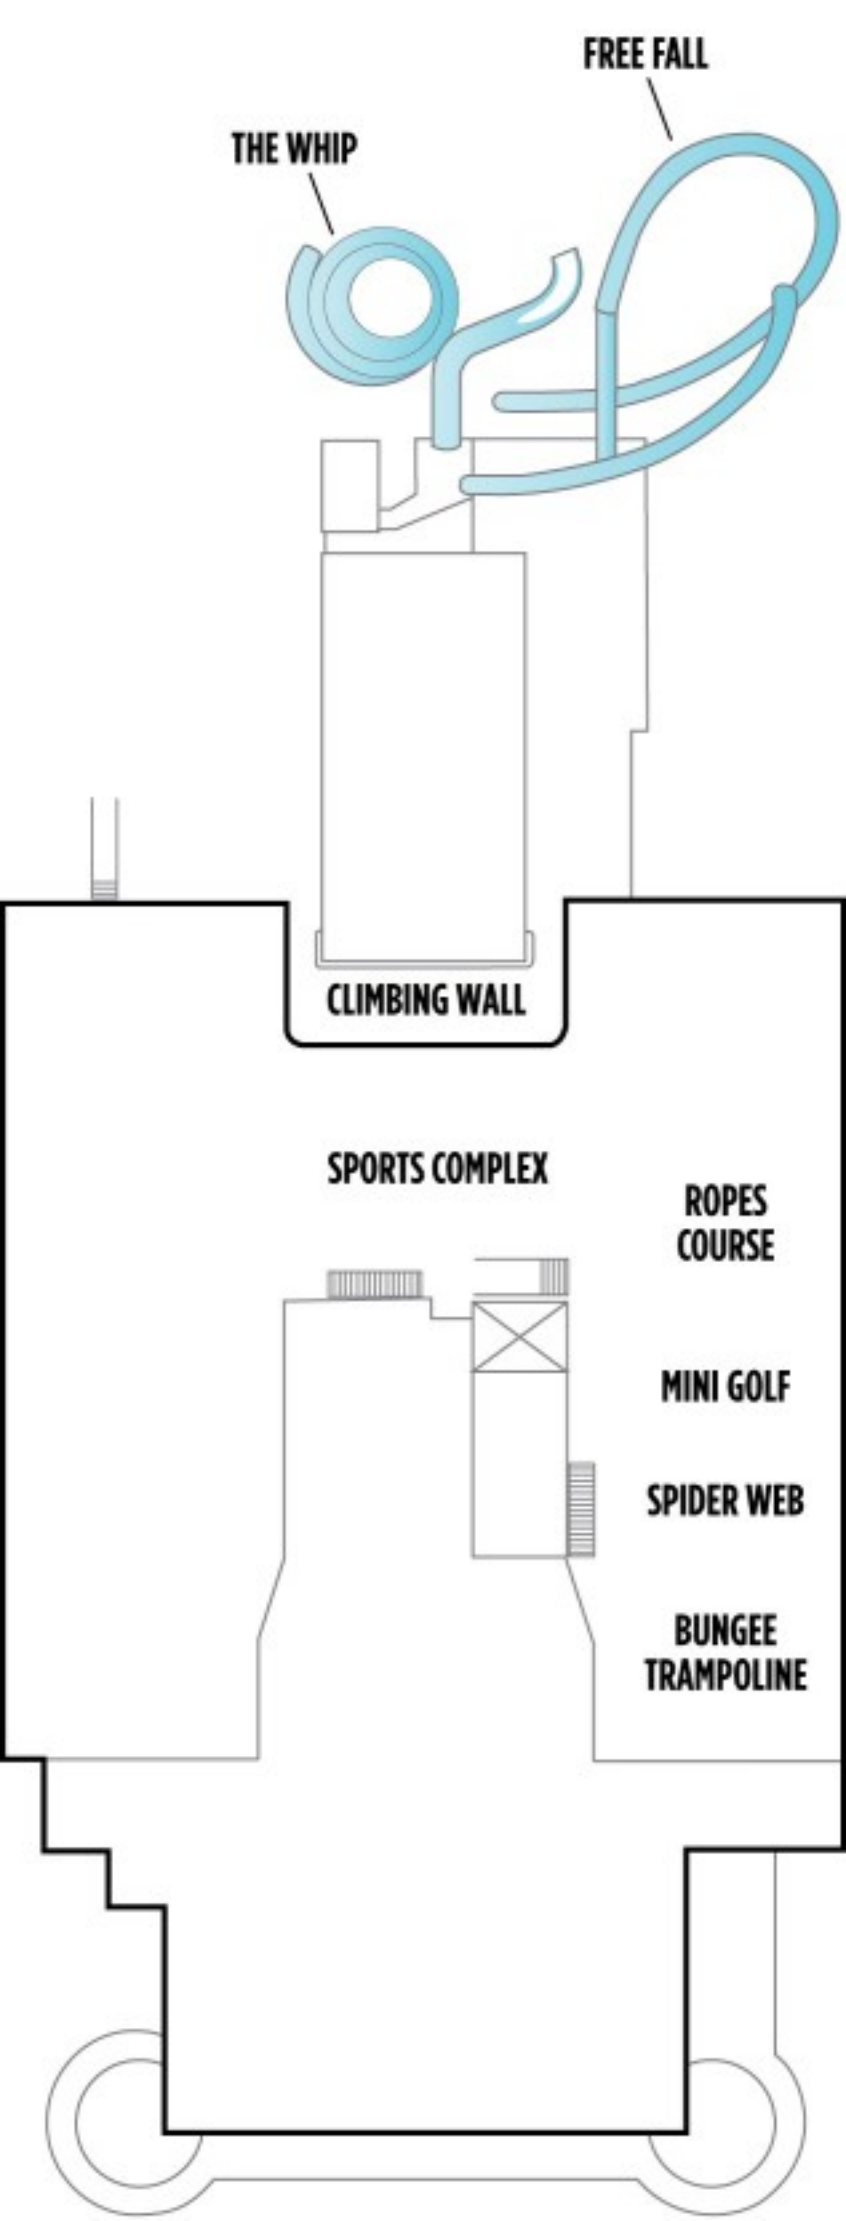 FREE FALL
THE WHIP
CLIMBING WALL
SPORTS COMPLEX
ROPES
COURSE
MINI GOLF
SPIDER WEB
BUNGEE
TRAMPOLINE